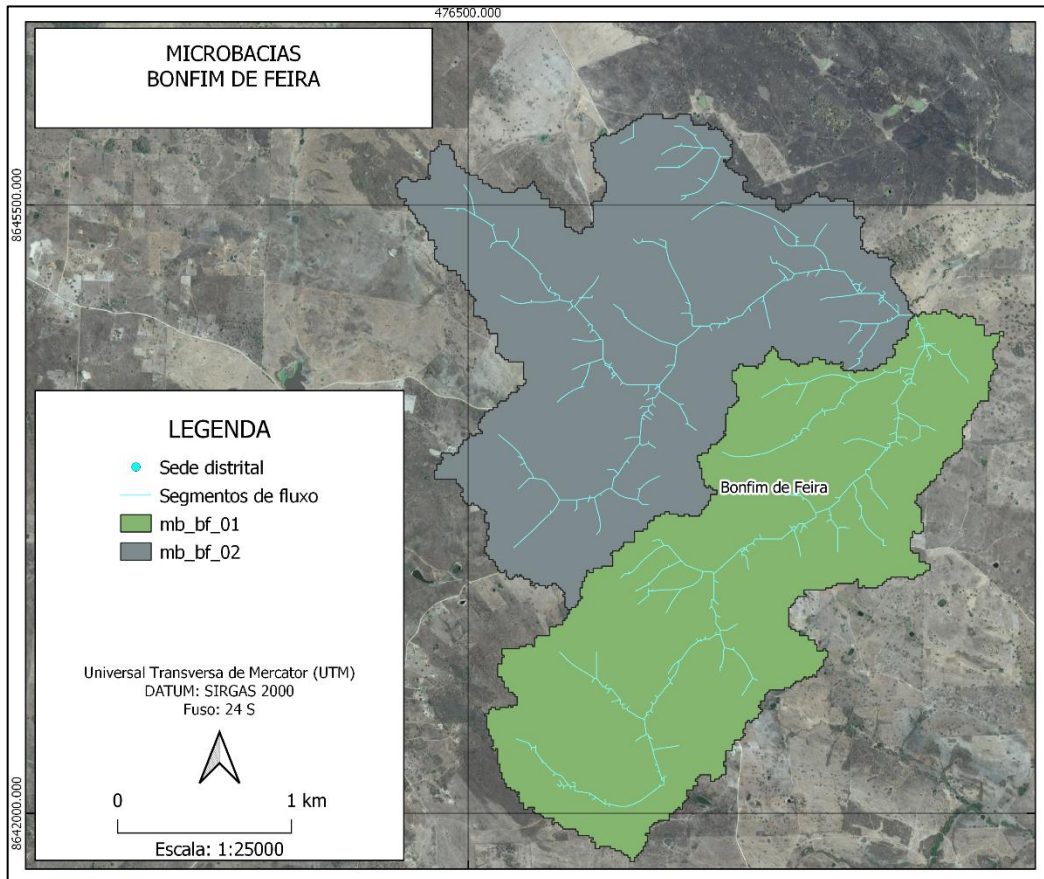 476500.000
MICROBACIAS
BONFIM DE FEIRA
8645500.000
Bonfim de Feira
LEGENDA
Sede distrital
Segmentos de fluxo
mb_bf_01
mb_bf_02
Universal Transversa de Mercator (UTM)
DATUM: SIRGAS 2000
Fuso: 24 S
0 1 km
Escala: 1:25000
8642000.000